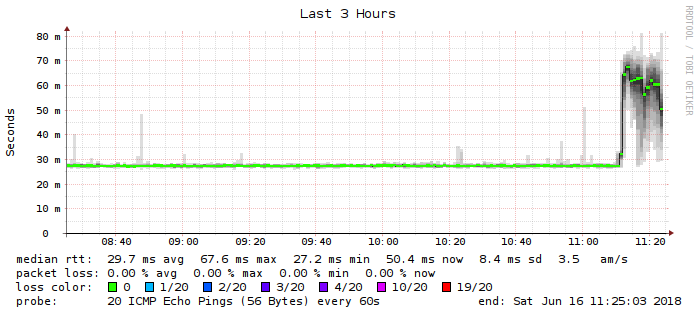 Last 3 Hours
RRDTOOL / TOBI OETIKER
Seconds
80 m
70 m
60 m
50 m
40 m
30 m
20 m
10 m
0
08:40 09:00 09:20 09:40 10:00 10:20 10:40 11:00 11:20
median rtt: 29.7 ms avg 67.6 ms max 27.2 ms min 50.4 ms now 8.4 ms sd 3.5 am/s
packet loss: 0.00 % avg 0.00 % max 0.00 % min 0.00 % now
loss color: 0 1/20 2/20 3/20 4/20 10/20 19/20
probe: 20 ICMP Echo Pings (56 Bytes) every 60s end: Sat Jun 16 11:25:03 2018